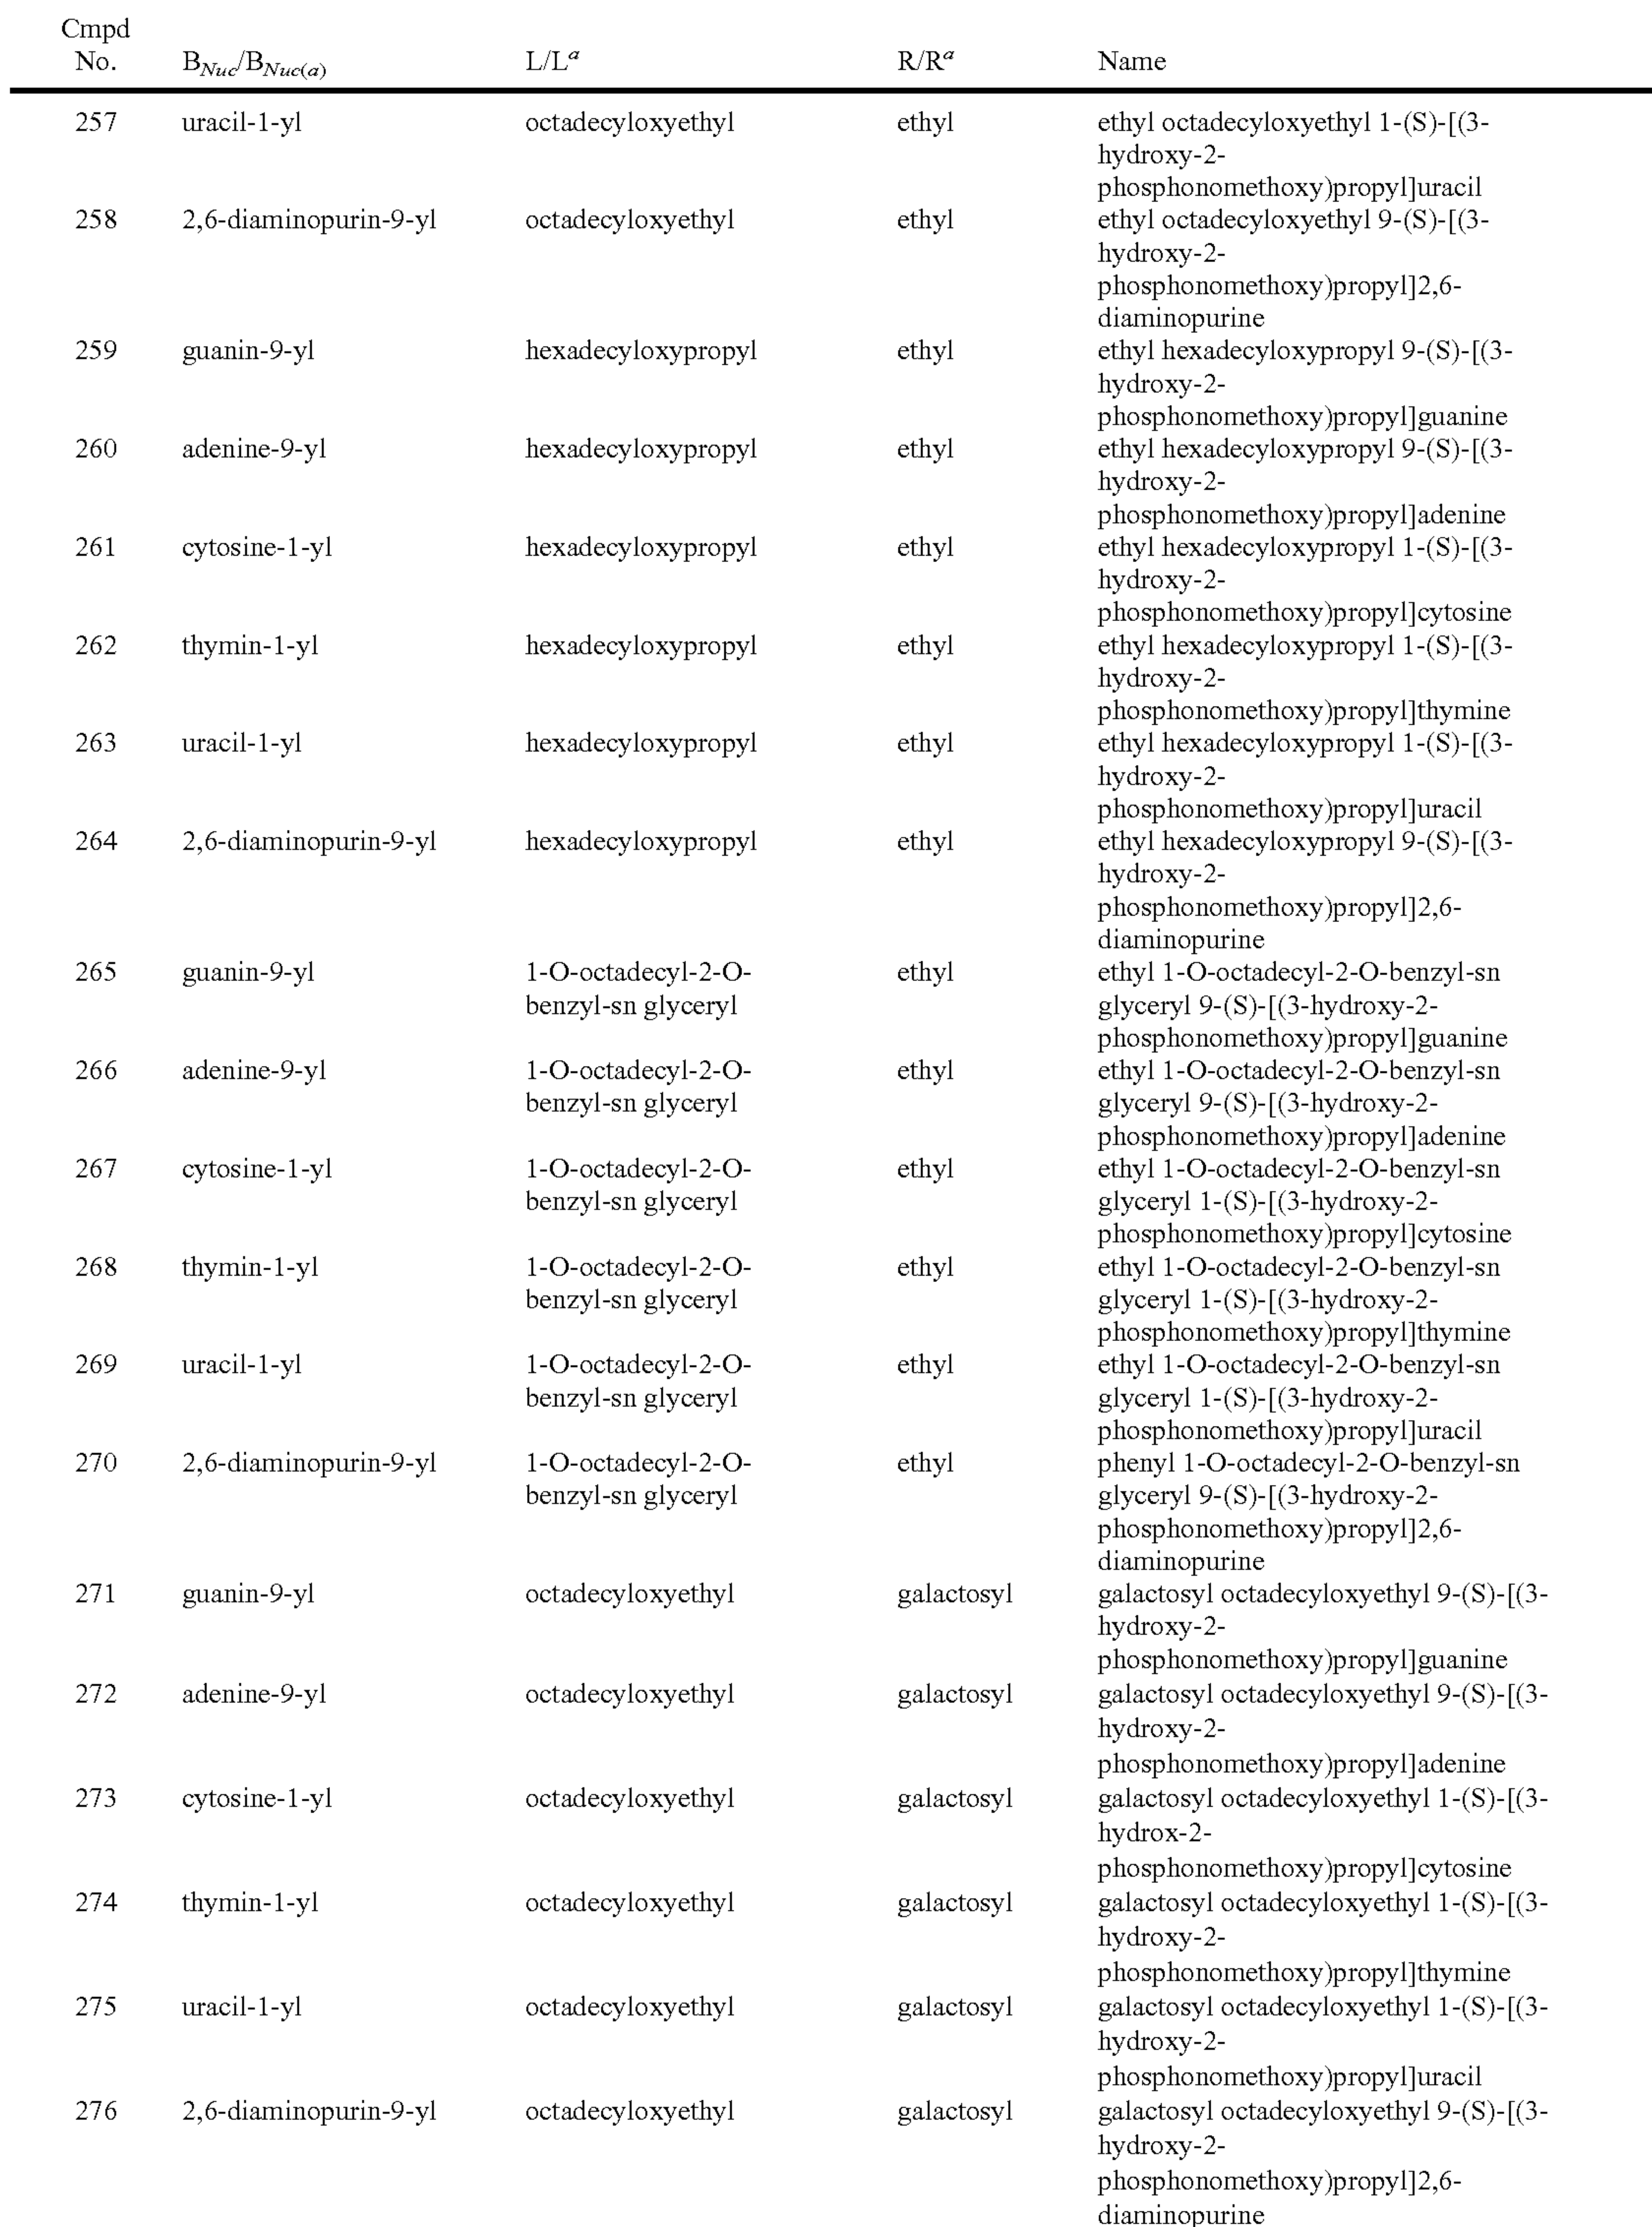 Cmpd
No. B_Nuc/B_Nuc(a) L/L^a R/R^a Name
257 uracil-1-yl octadecyloxyethyl ethyl ethyl octadecyloxyethyl 1-(S)-[(3-
hydroxy-2-
phosphonomethoxy)propyl]uracil
258 2,6-diaminopurin-9-yl octadecyloxyethyl ethyl ethyl octadecyloxyethyl 9-(S)-[(3-
hydroxy-2-
phosphonomethoxy)propyl]2,6-
diaminopurine
259 guanin-9-yl hexadecyloxypropyl ethyl ethyl hexadecyloxypropyl 9-(S)-[(3-
hydroxy-2-
phosphonomethoxy)propyl]guanine
260 adenine-9-yl hexadecyloxypropyl ethyl ethyl hexadecyloxypropyl 9-(S)-[(3-
hydroxy-2-
phosphonomethoxy)propyl]adenine
261 cytosine-1-yl hexadecyloxypropyl ethyl ethyl hexadecyloxypropyl 1-(S)-[(3-
hydroxy-2-
phosphonomethoxy)propyl]cytosine
262 thymin-1-yl hexadecyloxypropyl ethyl ethyl hexadecyloxypropyl 1-(S)-[(3-
hydroxy-2-
phosphonomethoxy)propyl]thymine
263 uracil-1-yl hexadecyloxypropyl ethyl ethyl hexadecyloxypropyl 1-(S)-[(3-
hydroxy-2-
phosphonomethoxy)propyl]uracil
264 2,6-diaminopurin-9-yl hexadecyloxypropyl ethyl ethyl hexadecyloxypropyl 9-(S)-[(3-
hydroxy-2-
phosphonomethoxy)propyl]2,6-
diaminopurine
265 guanin-9-yl 1-O-octadecyl-2-O- ethyl ethyl 1-O-octadecyl-2-O-benzyl-sn
benzyl-sn glyceryl glyceryl 9-(S)-[(3-hydroxy-2-
phosphonomethoxy)propyl]guanine
266 adenine-9-yl 1-O-octadecyl-2-O- ethyl ethyl 1-O-octadecyl-2-O-benzyl-sn
benzyl-sn glyceryl glyceryl 9-(S)-[(3-hydroxy-2-
phosphonomethoxy)propyl]adenine
267 cytosine-1-yl 1-O-octadecyl-2-O- ethyl ethyl 1-O-octadecyl-2-O-benzyl-sn
benzyl-sn glyceryl glyceryl 1-(S)-[(3-hydroxy-2-
phosphonomethoxy)propyl]cytosine
268 thymin-1-yl 1-O-octadecyl-2-O- ethyl ethyl 1-O-octadecyl-2-O-benzyl-sn
benzyl-sn glyceryl glyceryl 1-(S)-[(3-hydroxy-2-
phosphonomethoxy)propyl]thymine
269 uracil-1-yl 1-O-octadecyl-2-O- ethyl ethyl 1-O-octadecyl-2-O-benzyl-sn
benzyl-sn glyceryl glyceryl 1-(S)-[(3-hydroxy-2-
phosphonomethoxy)propyl]uracil
270 2,6-diaminopurin-9-yl 1-O-octadecyl-2-O- ethyl phenyl 1-O-octadecyl-2-O-benzyl-sn
benzyl-sn glyceryl glyceryl 9-(S)-[(3-hydroxy-2-
phosphonomethoxy)propyl]2,6-
diaminopurine
271 guanin-9-yl octadecyloxyethyl galactosyl galactosyl octadecyloxyethyl 9-(S)-[(3-
hydroxy-2-
phosphonomethoxy)propyl]guanine
272 adenine-9-yl octadecyloxyethyl galactosyl galactosyl octadecyloxyethyl 9-(S)-[(3-
hydroxy-2-
phosphonomethoxy)propyl]adenine
273 cytosine-1-yl octadecyloxyethyl galactosyl galactosyl octadecyloxyethyl 1-(S)-[(3-
hydrox-2-
phosphonomethoxy)propyl]cytosine
274 thymin-1-yl octadecyloxyethyl galactosyl galactosyl octadecyloxyethyl 1-(S)-[(3-
hydroxy-2-
phosphonomethoxy)propyl]thymine
275 uracil-1-yl octadecyloxyethyl galactosyl galactosyl octadecyloxyethyl 1-(S)-[(3-
hydroxy-2-
phosphonomethoxy)propyl]uracil
276 2,6-diaminopurin-9-yl octadecyloxyethyl galactosyl galactosyl octadecyloxyethyl 9-(S)-[(3-
hydroxy-2-
phosphonomethoxy)propyl]2,6-
diaminopurine